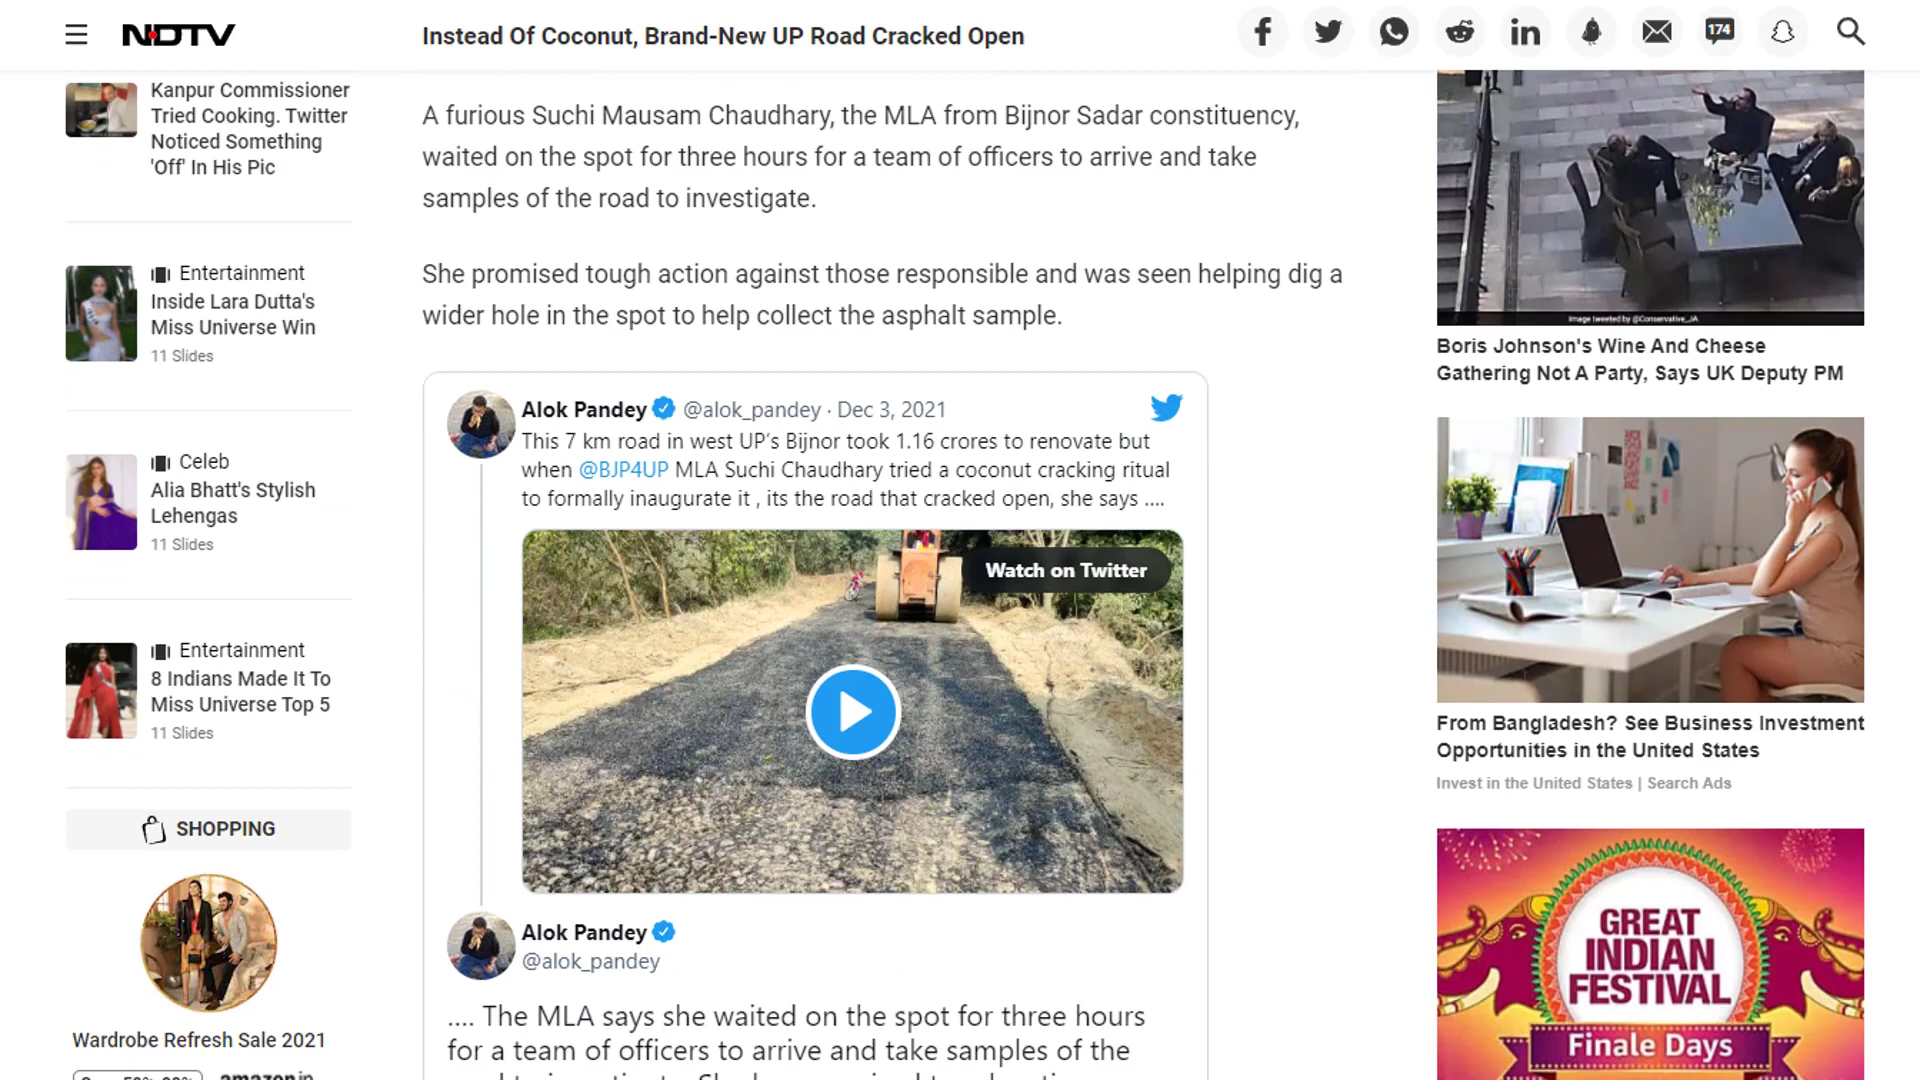 NDTV
Instead Of Coconut, Brand-New UP Road Cracked Open
174
Kanpur Commissioner
Tried Cooking. Twitter
Noticed Something
'Off' In His Pic
Entertainment
Inside Lara Dutta's
Miss Universe Win
11 Slides
Celeb
Alia Bhatt's Stylish
Lehengas
11 Slides
Entertainment
8 Indians Made It To
Miss Universe Top 5
11 Slides
SHOPPING
Wardrobe Refresh Sale 2021
A furious Suchi Mausam Chaudhary, the MLA from Bijnor Sadar constituency,
waited on the spot for three hours for a team of officers to arrive and take
samples of the road to investigate.
She promised tough action against those responsible and was seen helping dig a
wider hole in the spot to help collect the asphalt sample.
Alok Pandey @alok_pandey · Dec 3, 2021
This 7 km road in west UP's Bijnor took 1.16 crores to renovate but
when @BJP4UP MLA Suchi Chaudhary tried a coconut cracking ritual
to formally inaugurate it , its the road that cracked open, she says ....
Watch on Twitter
Alok Pandey
@alok_pandey
.... The MLA says she waited on the spot for three hours
for a team of officers to arrive and take samples of the
Image tweeted by @Conservative_JA
Boris Johnson's Wine And Cheese
Gathering Not A Party, Says UK Deputy PM
From Bangladesh? See Business Investment
Opportunities in the United States
Invest in the United States | Search Ads
GREAT
INDIAN
FESTIVAL
Finale Days